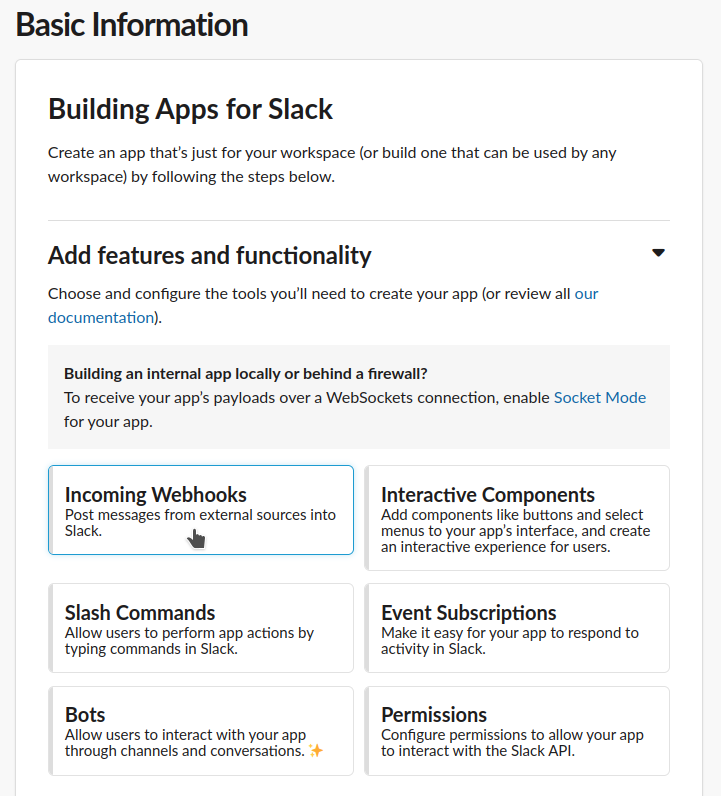 Basic Information
Building Apps for Slack
Create an app that’s just for your workspace (or build one that can be used by any
workspace) by following the steps below.
Add features and functionality
Choose and configure the tools you’ll need to create your app (or review all our
documentation).
Building an internal app locally or behind a firewall?
To receive your app’s payloads over a WebSockets connection, enable Socket Mode
for your app.
Incoming Webhooks
Post messages from external sources into
Slack.
Interactive Components
Add components like buttons and select
menus to your app’s interface, and create
an interactive experience for users.
Slash Commands
Allow users to perform app actions by
typing commands in Slack.
Event Subscriptions
Make it easy for your app to respond to
activity in Slack.
Bots
Allow users to interact with your app
through channels and conversations. ✨
Permissions
Configure permissions to allow your app
to interact with the Slack API.